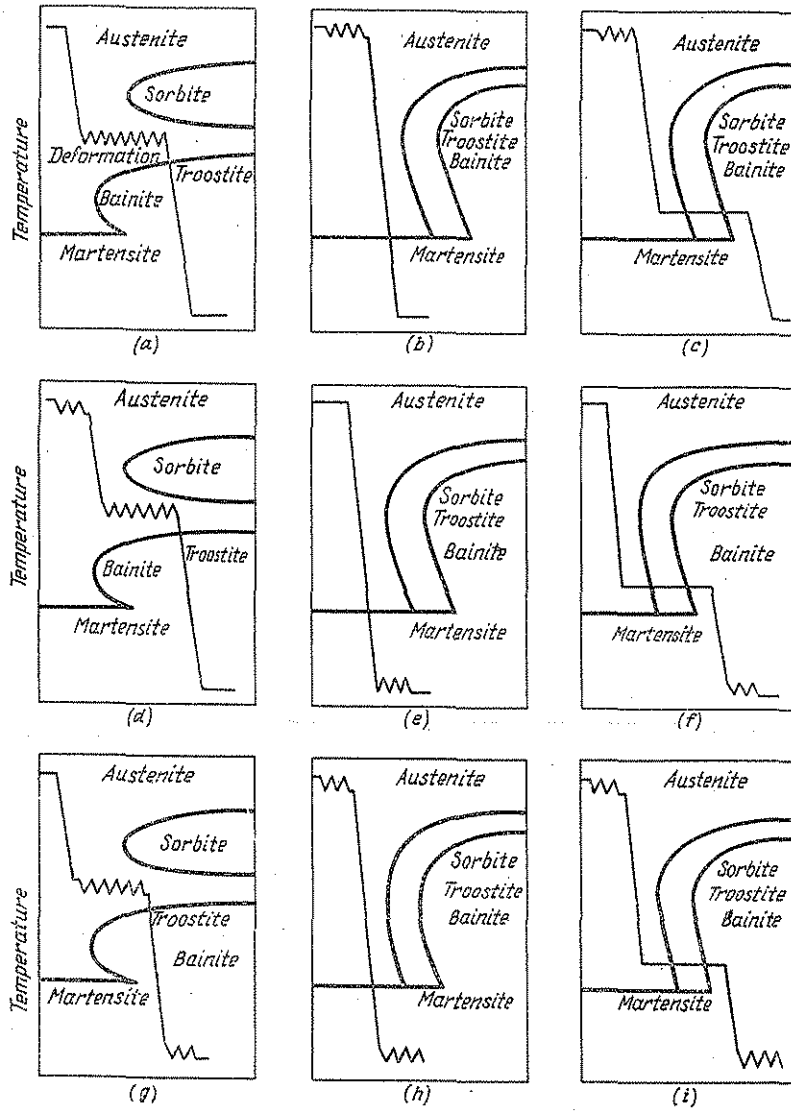 Temperature
Austenite
Sorbite
Deformation
Troostite
Bainite
Martensite
(a)
Austenite
Sorbite
Troostite
Bainite
Martensite
(b)
Austenite
Sorbite
Troostite
Bainite
Martensite
(c)
Temperature
Austenite
Sorbite
Bainite
Troostite
Martensite
(d)
Austenite
Sorbite
Troostite
Bainite
Martensite
(e)
Austenite
Sorbite
Troostite
Bainite
Martensite
(f)
Temperature
Austenite
Sorbite
Troostite
Bainite
Martensite
(g)
Austenite
Sorbite
Troostite
Bainite
Martensite
(h)
Austenite
Sorbite
Troostite
Bainite
Martensite
(i)